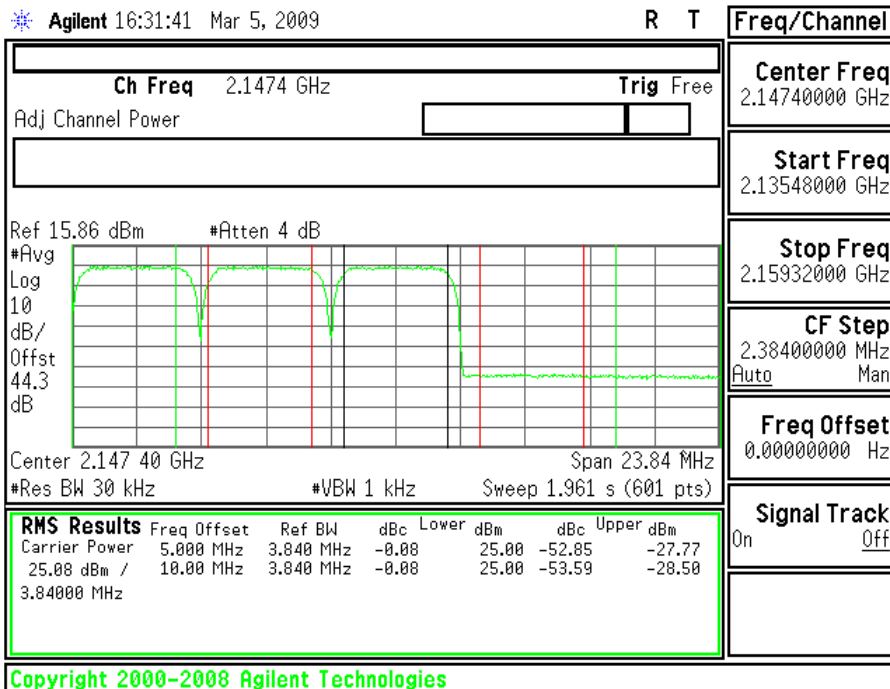 Agilent 16:31:41 Mar 5, 2009 R T
Freq/Channel
Ch Freq 2.1474 GHz Trig Free
Adj Channel Power
Center Freq
2.14740000 GHz
Start Freq
2.13548000 GHz
Stop Freq
2.15932000 GHz
CF Step
2.38400000 MHz
Auto Man
Freq Offset
0.00000000 Hz
Signal Track
On Off
Ref 15.86 dBm #Atten 4 dB
#Avg
Log
10
dB/
Offst
44.3
dB
Center 2.147 40 GHz Span 23.84 MHz
#Res BW 30 kHz #VBW 1 kHz Sweep 1.961 s (601 pts)
RMS Results Freq Offset Ref BW dBc Lower dBm dBc Upper dBm
Carrier Power 5.000 MHz 3.840 MHz -0.08 25.00 -52.85 -27.77
25.08 dBm / 10.00 MHz 3.840 MHz -0.08 25.00 -53.59 -28.50
3.84000 MHz
Copyright 2000-2008 Agilent Technologies